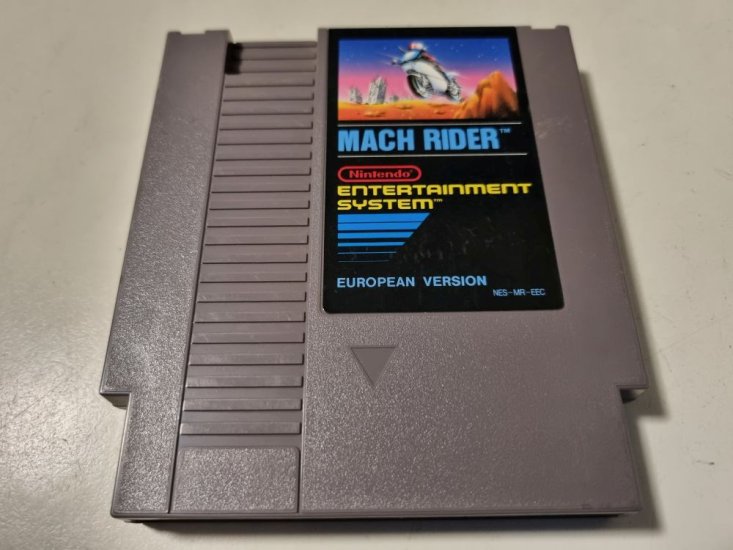 MACH RIDER™
Nintendo®
ENTERTAINMENT
SYSTEM™
EUROPEAN VERSION
NES-MR-EEC